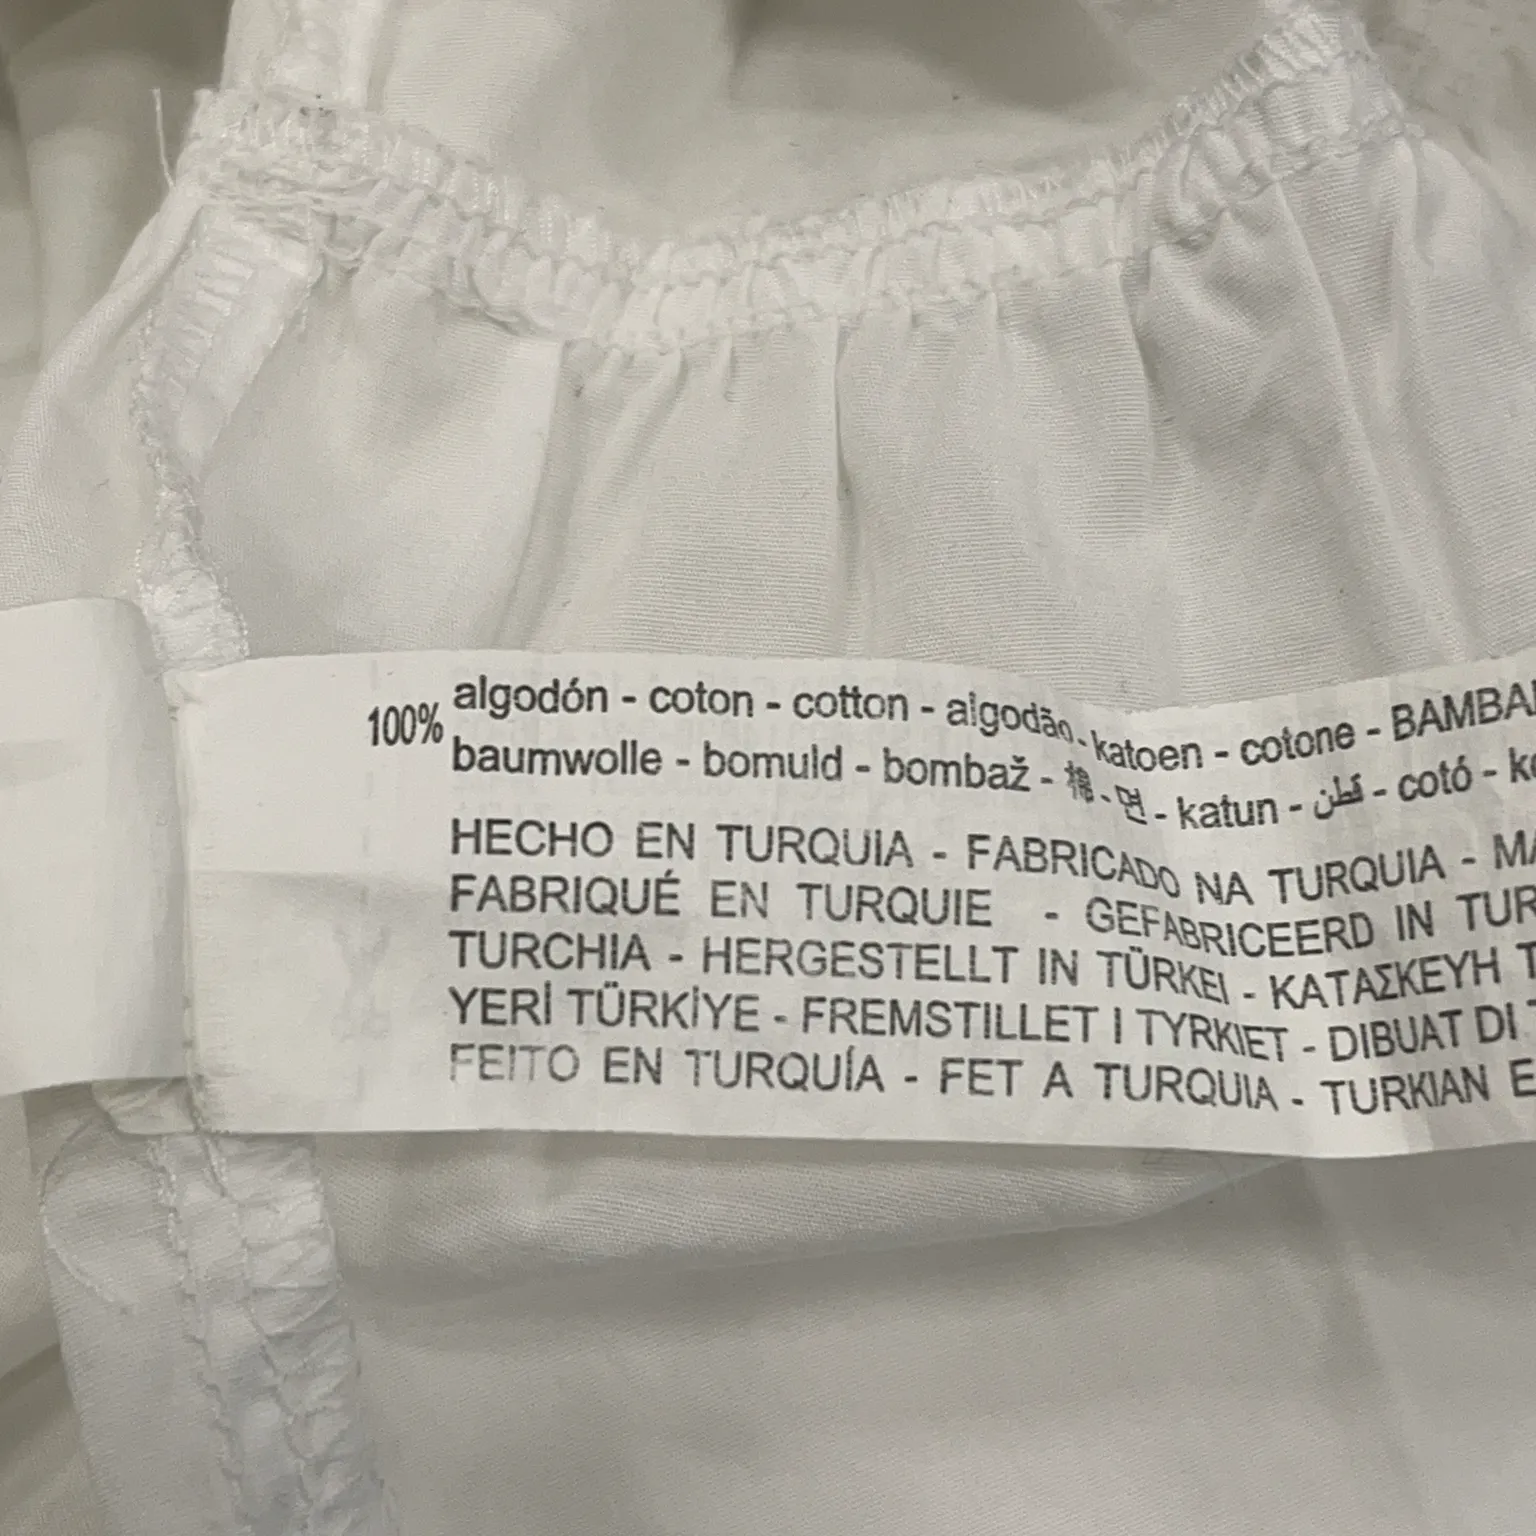 100% algodón - coton - cotton - algodão - katoen - cotone - BAMBA
baumwolle - bomuld - bombaž - 棉 - 면 - katun - قطن - cotó - k
HECHO EN TURQUIA - FABRICADO NA TURQUIA - MA
FABRIQUÉ EN TURQUIE - GEFABRICEERD IN TUR
TURCHIA - HERGESTELLT IN TÜRKEI - ΚΑΤΑΣΚΕΥΗ Τ
YERİ TÜRKİYE - FREMSTILLET I TYRKIET - DIBUAT DI
FEITO EN TURQUÍA - FET A TURQUIA - TURKIAN E